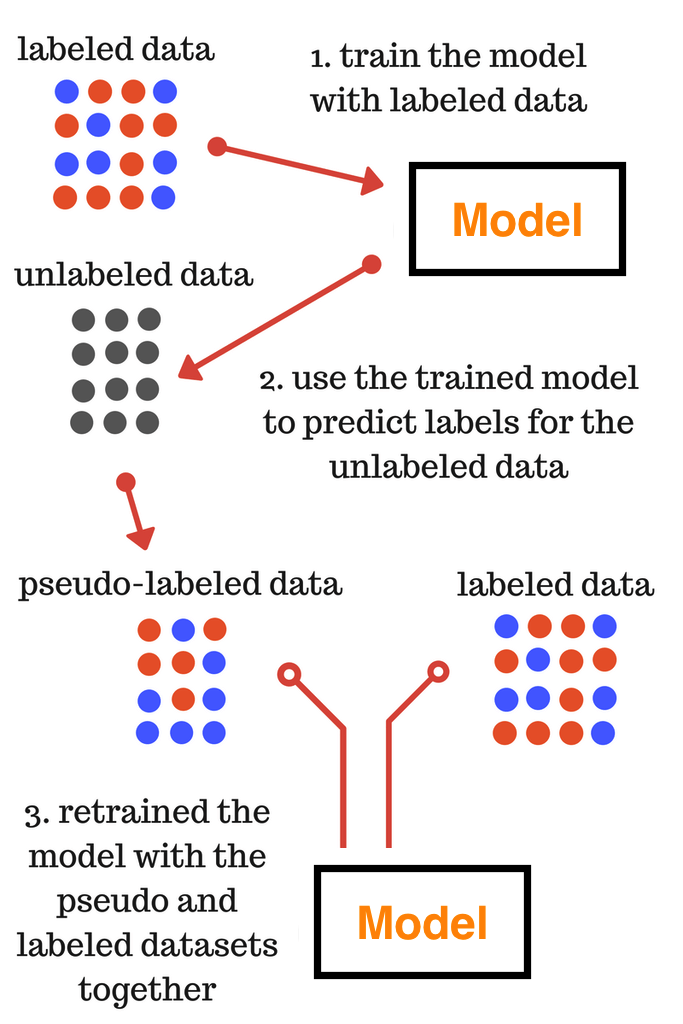 labeled data
1. train the model
with labeled data
Model
unlabeled data
2. use the trained model
to predict labels for the
unlabeled data
pseudo-labeled data
labeled data
3. retrained the
model with the
pseudo and
labeled datasets
together
Model